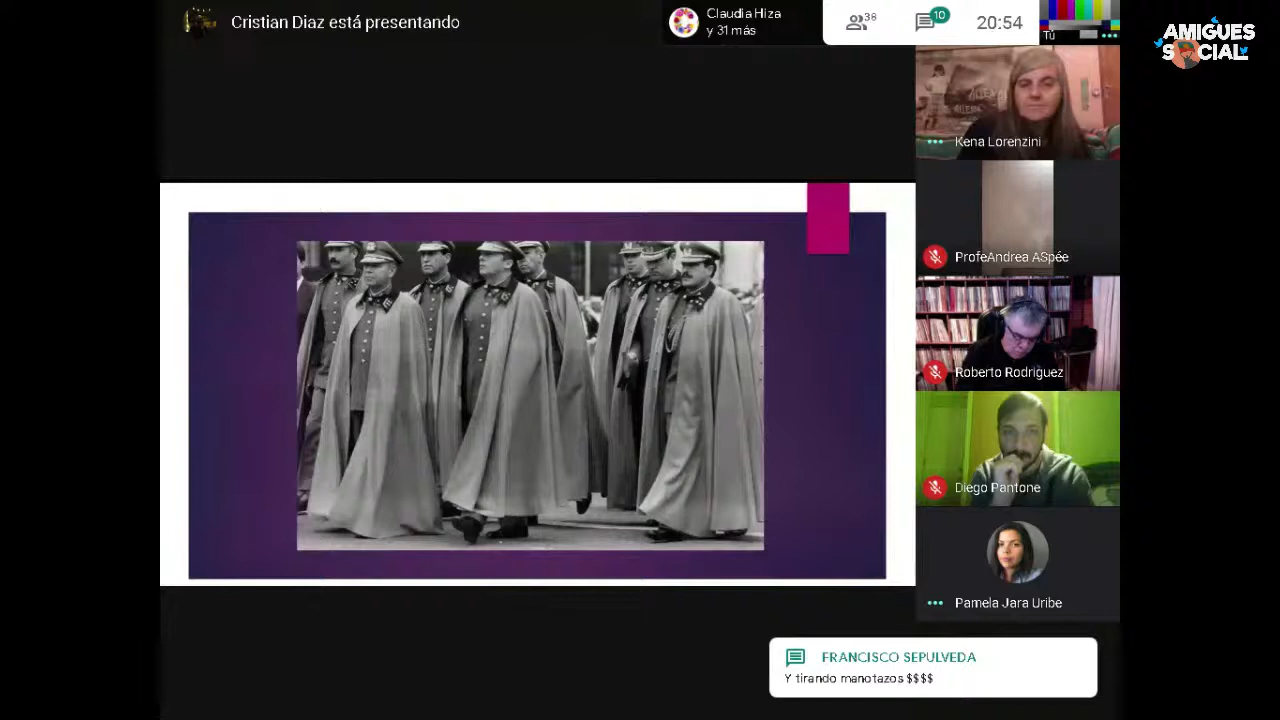 Cristian Diaz está presentando
Claudia Hiza
y 31 más
38
10
20:54
Tú
AMIGUES
SOCIAL
Kena Lorenzini
ProfeAndrea ASpée
Roberto Rodriguez
Diego Pantone
Pamela Jara Uribe
FRANCISCO SEPULVEDA
Y tirando manotazos $$$$